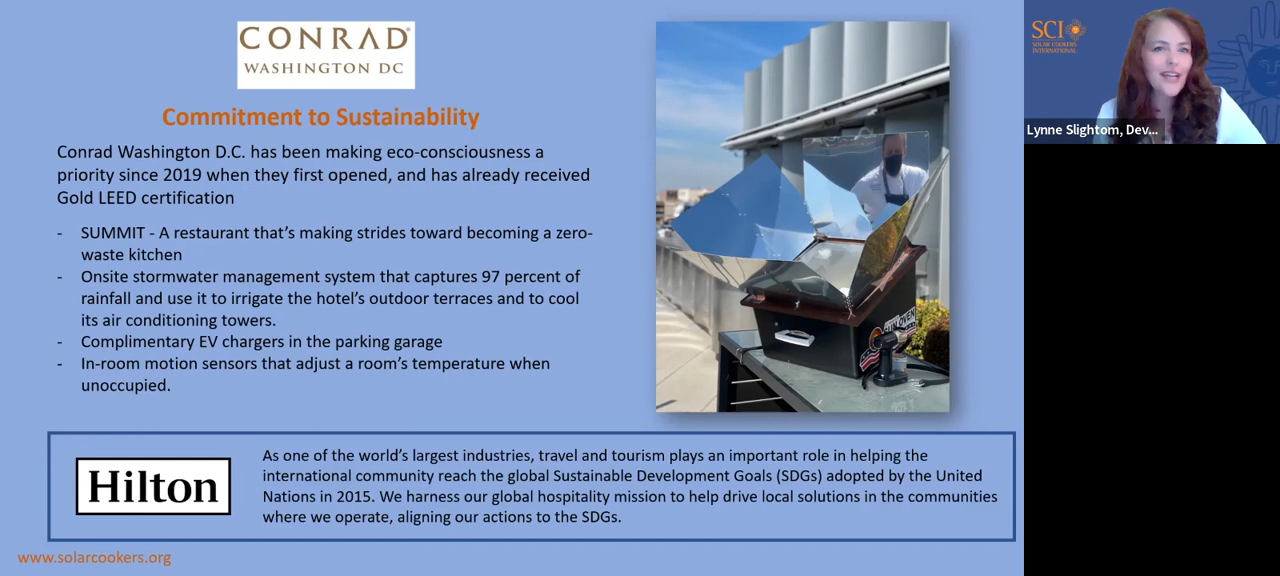 CONRAD
WASHINGTON DC
Commitment to Sustainability
Conrad Washington D.C. has been making eco-consciousness a
priority since 2019 when they first opened, and has already received
Gold LEED certification
- SUMMIT - A restaurant that's making strides toward becoming a zero-
waste kitchen
- Onsite stormwater management system that captures 97 percent of
rainfall and use it to irrigate the hotel's outdoor terraces and to cool
its air conditioning towers.
- Complimentary EV chargers in the parking garage
- In-room motion sensors that adjust a room's temperature when
unoccupied.
SUN OVEN
Hilton
As one of the world's largest industries, travel and tourism plays an important role in helping the
international community reach the global Sustainable Development Goals (SDGs) adopted by the United
Nations in 2015. We harness our global hospitality mission to help drive local solutions in the communities
where we operate, aligning our actions to the SDGs.
www.solarcookers.org
SCI
SOLAR COOKERS
INTERNATIONAL
Lynne Slightom, Dev...